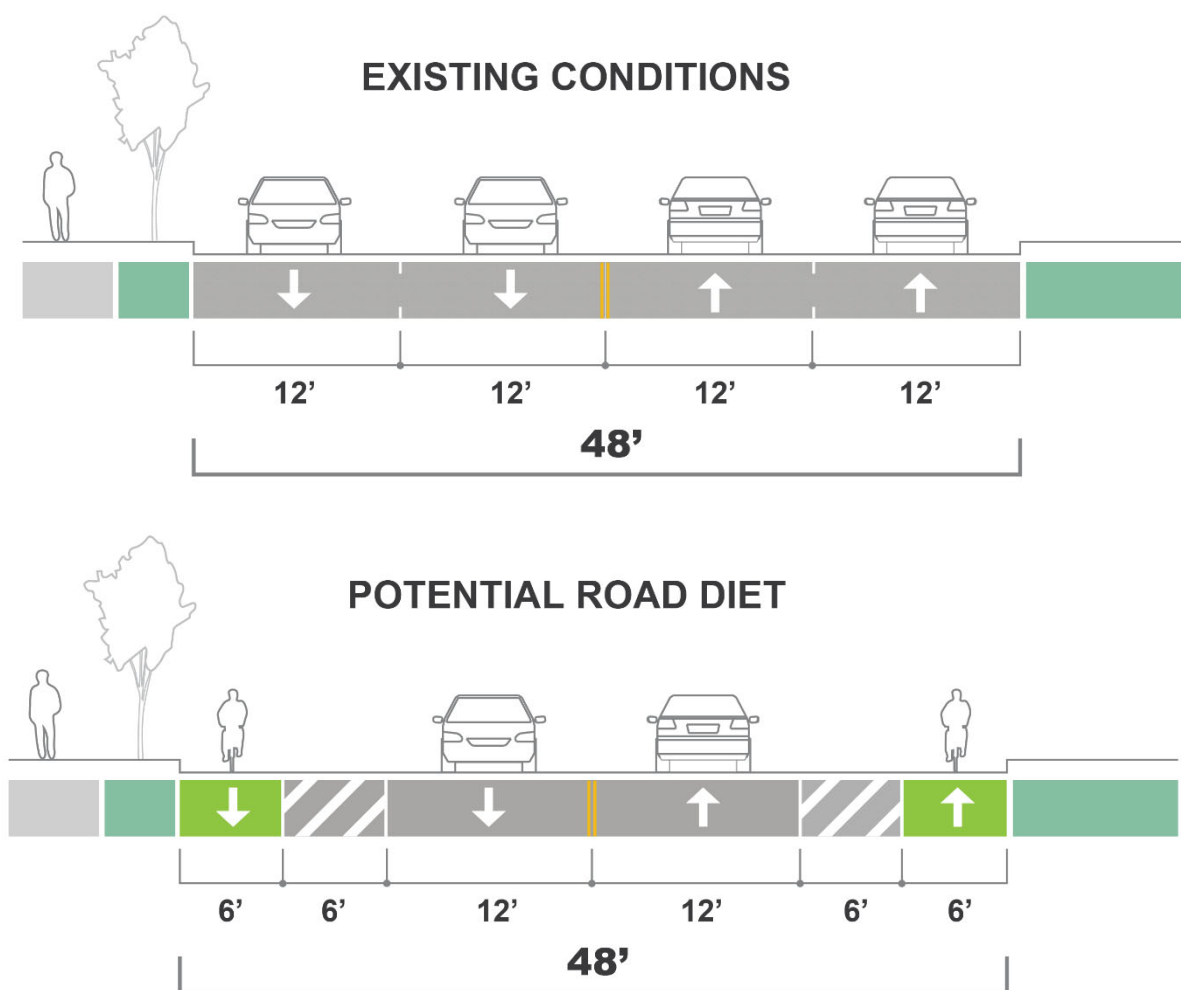 EXISTING CONDITIONS
12’ 12’ 12’ 12’
48’
POTENTIAL ROAD DIET
6’ 6’ 12’ 12’ 6’ 6’
48’